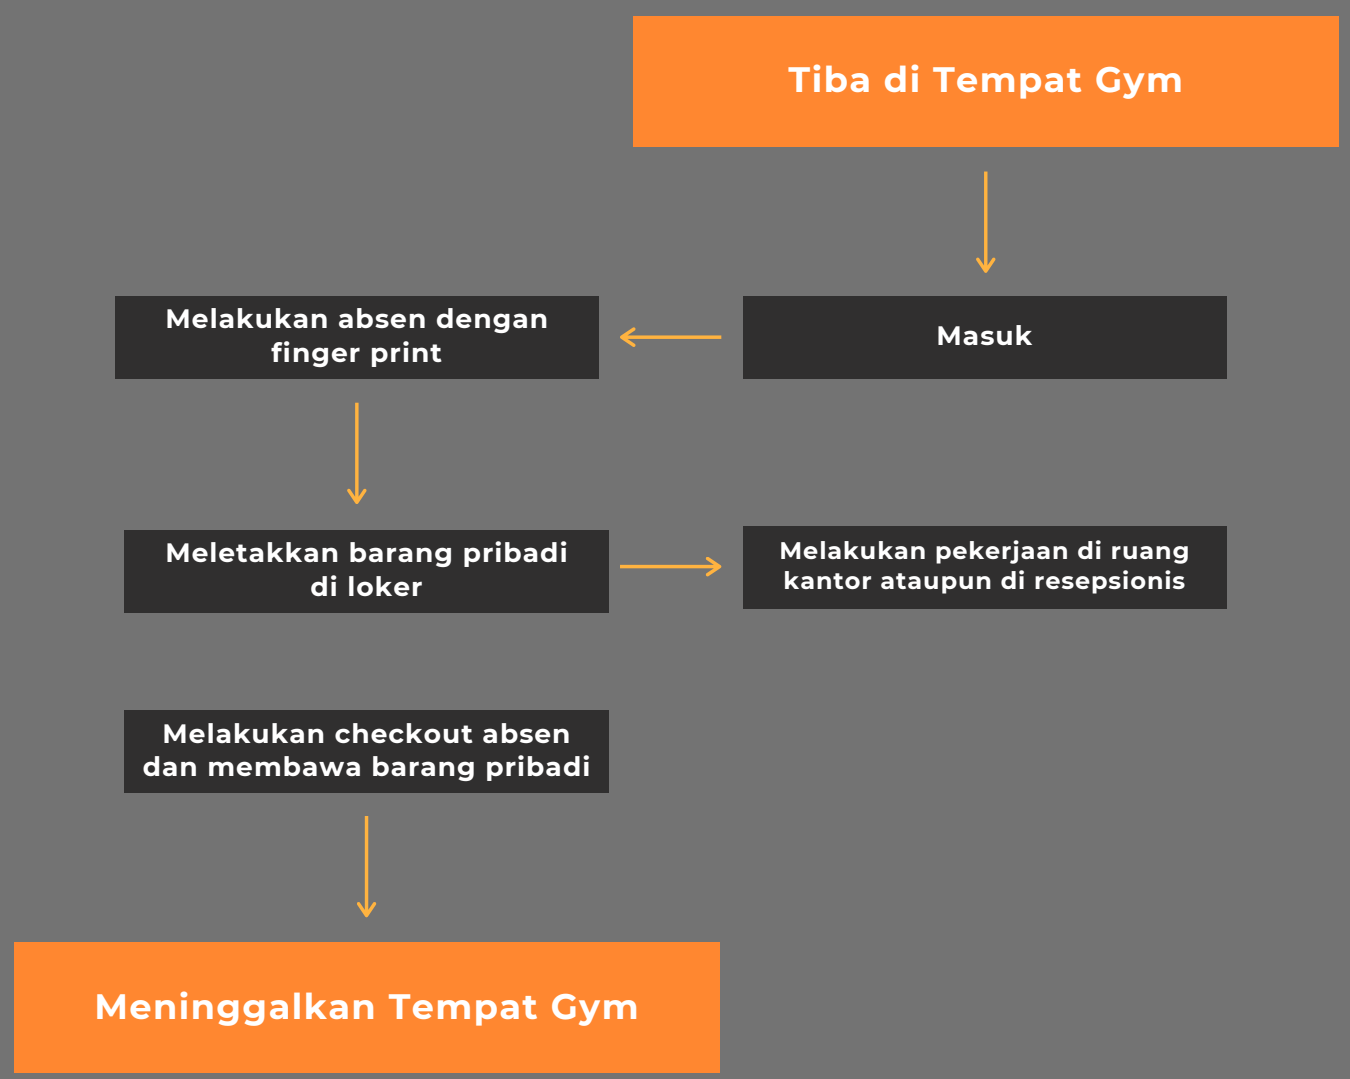 Tiba di Tempat Gym
Masuk
Melakukan absen dengan
finger print
Meletakkan barang pribadi
di loker
Melakukan pekerjaan di ruang
kantor ataupun di resepsionis
Melakukan checkout absen
dan membawa barang pribadi
Meninggalkan Tempat Gym